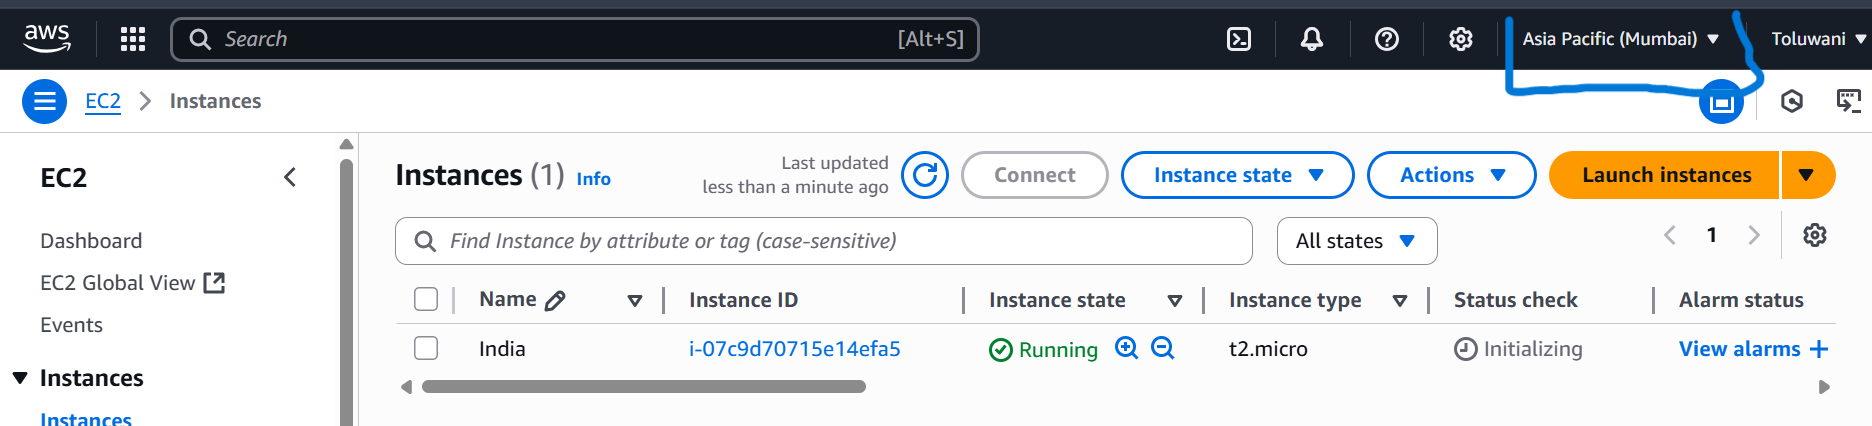 aws Search [Alt+S] Asia Pacific (Mumbai) Toluwani
EC2 Instances
EC2
Dashboard
EC2 Global View
Events
Instances
Instances
Instances (1) Info
Last updated
less than a minute ago
Connect Instance state Actions Launch instances
Find Instance by attribute or tag (case-sensitive) All states 1
Name Instance ID Instance state Instance type Status check Alarm status
India i-07c9d70715e14efa5 Running t2.micro Initializing View alarms +